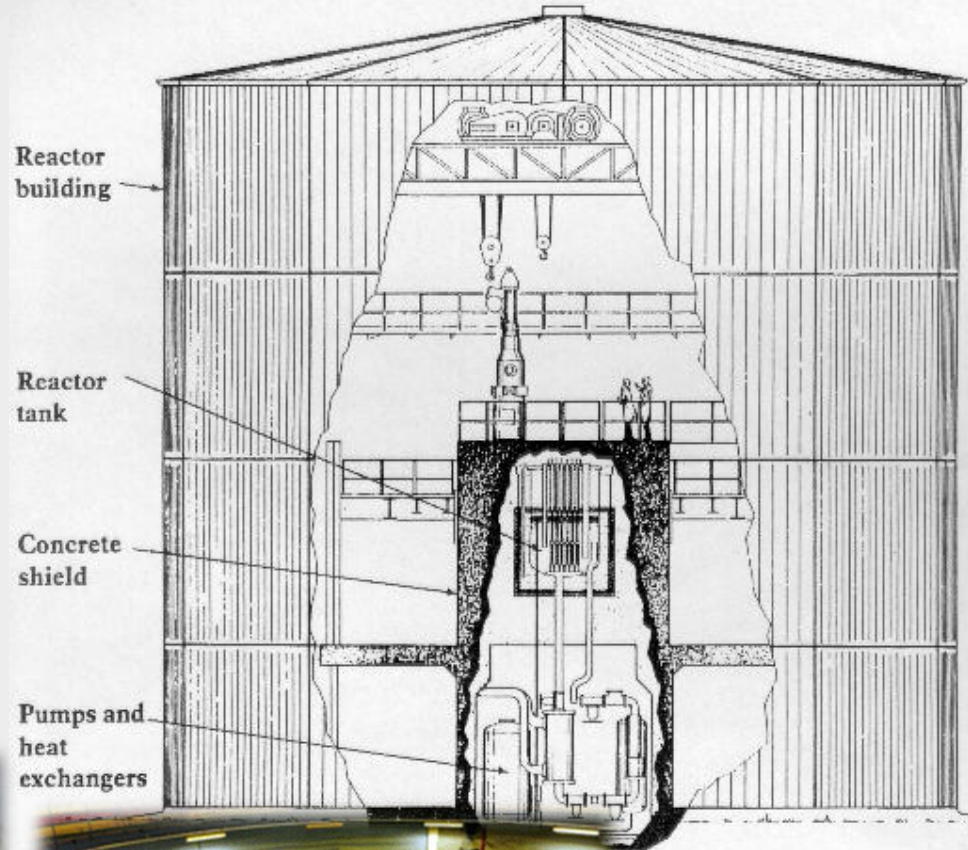 Reactor
building
Reactor
tank
Concrete
shield
Pumps and
heat
exchangers